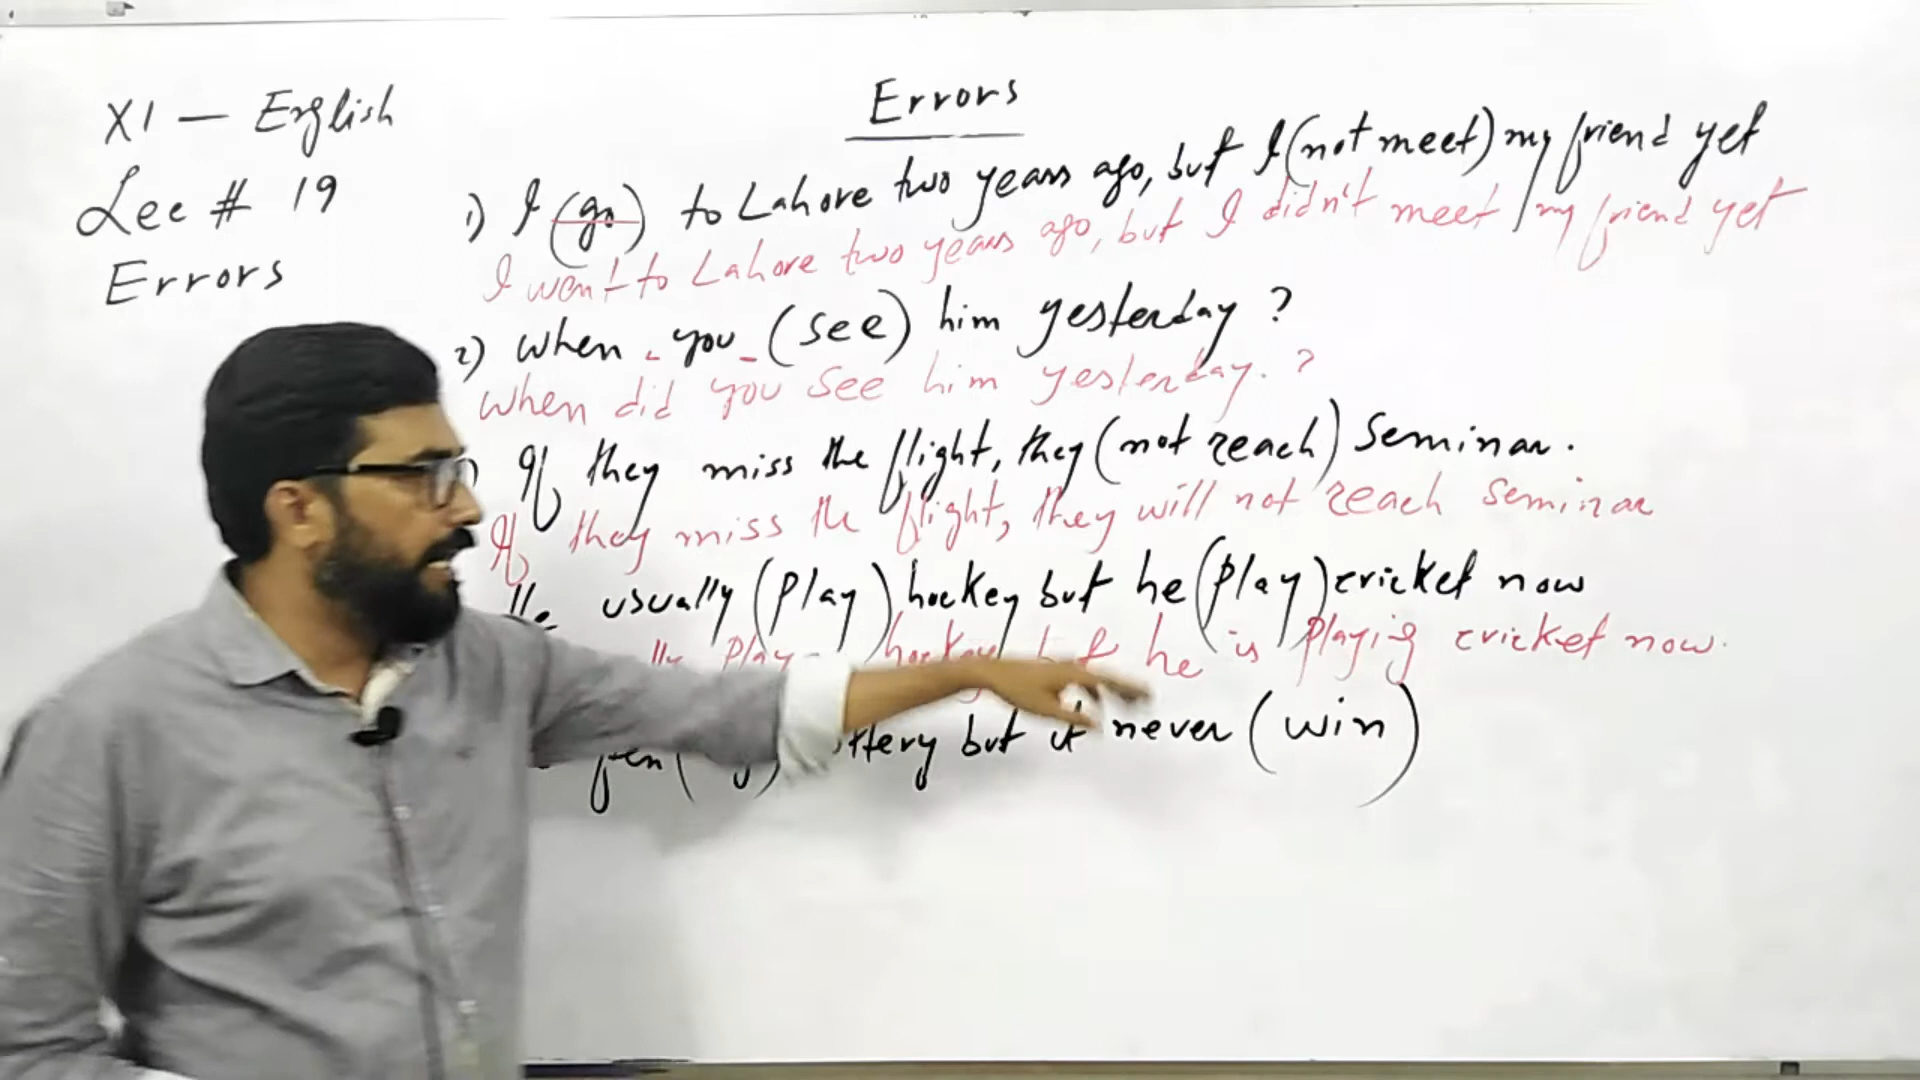 XI — English
Lec # 19
Errors
Errors
1) I (go) to Lahore two years ago, but I (not meet) my friend yet
I went to Lahore two years ago, but I didn't meet my friend yet
2) When you (see) him yesterday ?
When did you see him yesterday. ?
) If they miss the flight, they (not reach) Seminar.
If they miss the flight, they will not reach seminar
He usually (play) hockey but he (play) cricket now
play hockey but he is playing cricket now.
but it never (win)